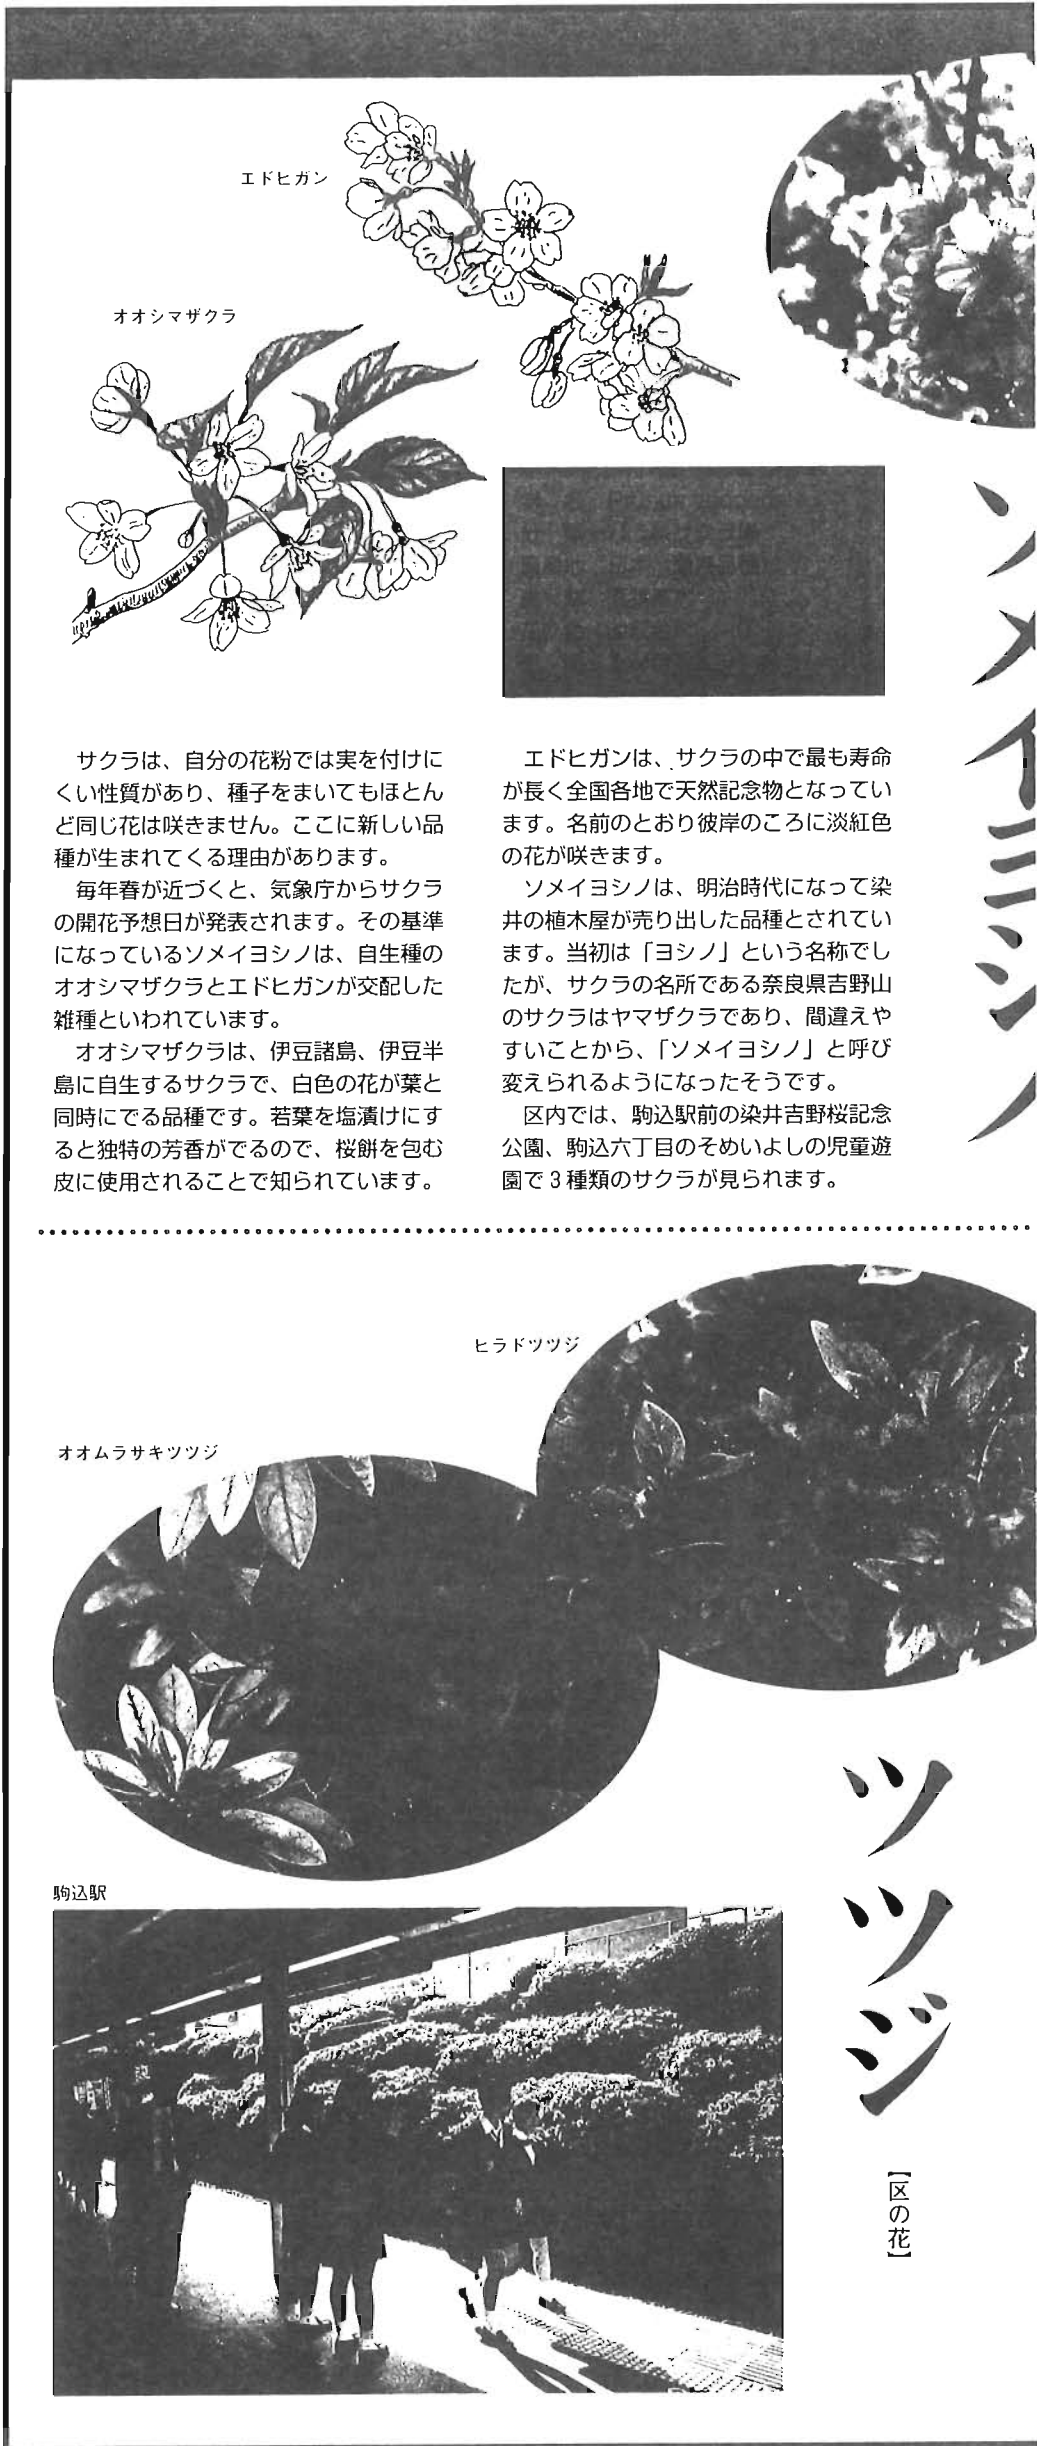 エドヒガン
オオシマザクラ
ソメイヨシノ
サクラは、自分の花粉では実を付けに
くい性質があり、種子をまいてもほとん
ど同じ花は咲きません。ここに新しい品
種が生まれてくる理由があります。
毎年春が近づくと、気象庁からサクラ
の開花予想日が発表されます。その基準
になっているソメイヨシノは、自生種の
オオシマザクラとエドヒガンが交配した
雑種といわれています。
オオシマザクラは、伊豆諸島、伊豆半
島に自生するサクラで、白色の花が葉と
同時にでる品種です。若葉を塩漬けにす
ると独特の芳香がでるので、桜餅を包む
皮に使用されることで知られています。
エドヒガンは、サクラの中で最も寿命
が長く全国各地で天然記念物となってい
ます。名前のとおり彼岸のころに淡紅色
の花が咲きます。
ソメイヨシノは、明治時代になって染
井の植木屋が売り出した品種とされてい
ます。当初は「ヨシノ」という名称でし
たが、サクラの名所である奈良県吉野山
のサクラはヤマザクラであり、間違えや
すいことから、「ソメイヨシノ」と呼び
変えられるようになったそうです。
区内では、駒込駅前の染井吉野桜記念
公園、駒込六丁目のそめいよしの児童遊
園で3種類のサクラが見られます。
ヒラドツツジ
オオムラサキツツジ
ツツジ
【区の花】
駒込駅